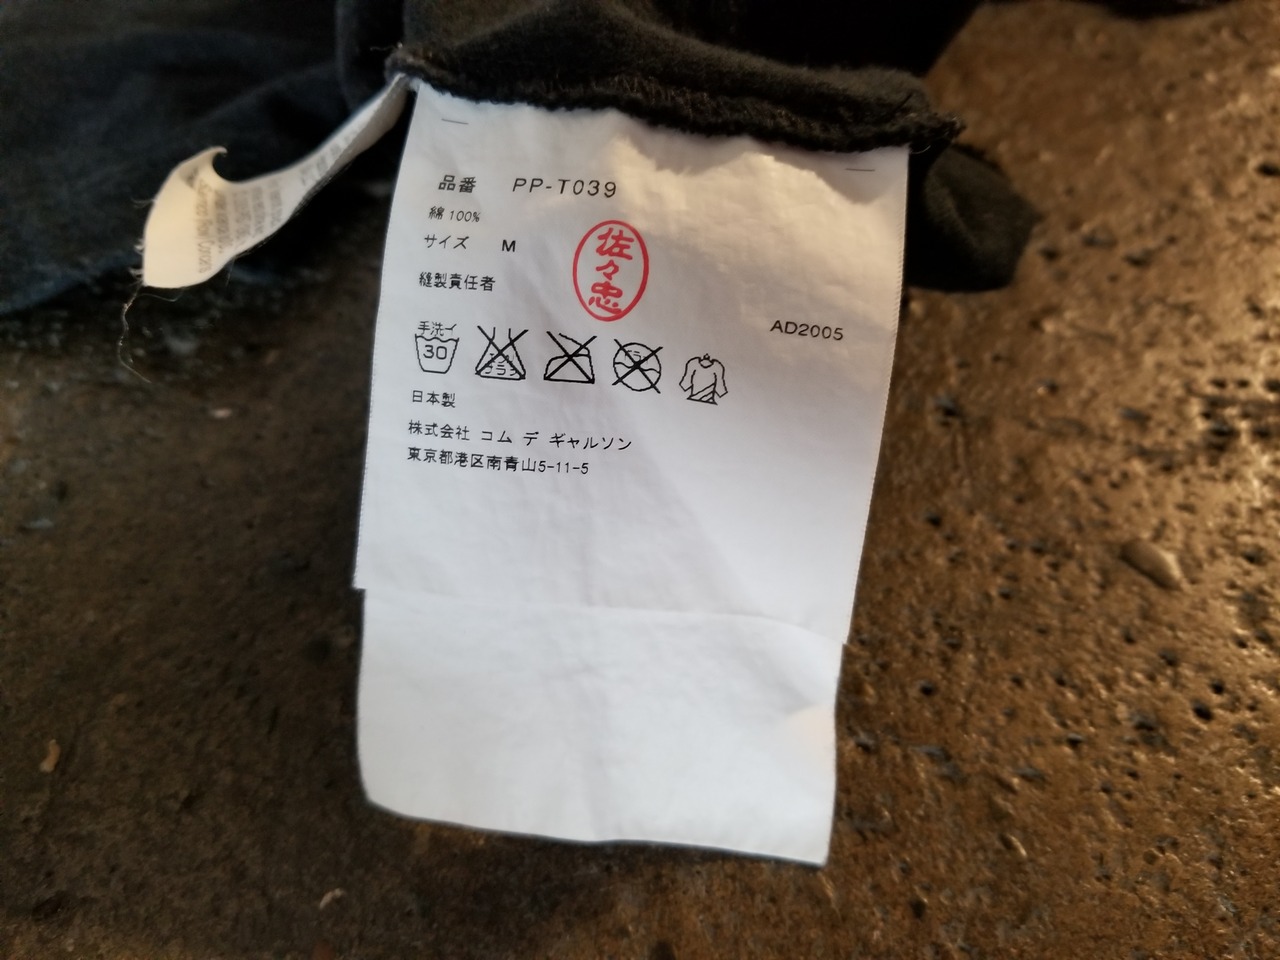 品番 PP-T039
綿 100%
サイズ M
縫製責任者
佐々忠
AD2005
手洗イ
30
日本製
株式会社 コム デ ギャルソン
東京都港区南青山5-11-5